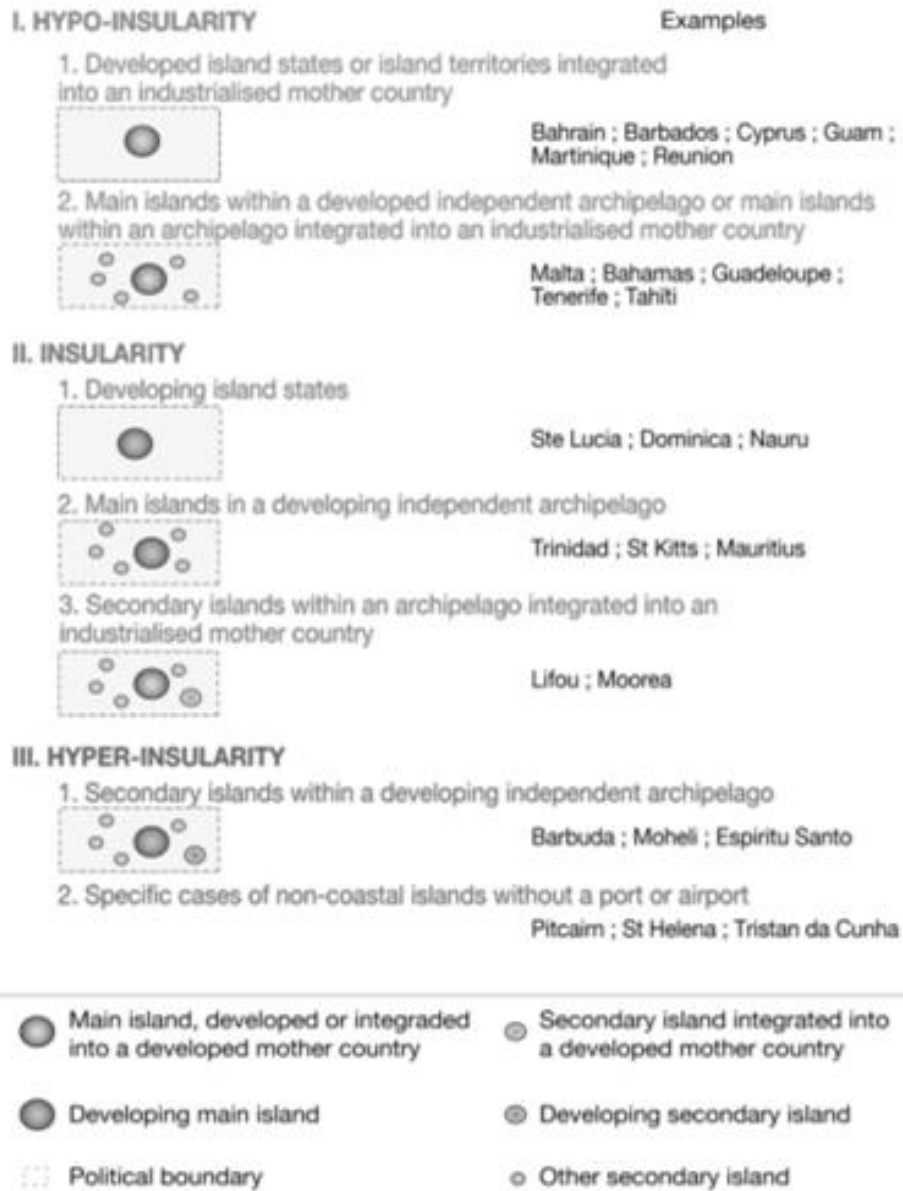 I. HYPO-INSULARITY
Examples
1. Developed island states or island territories integrated
into an industrialised mother country
Bahrain ; Barbados ; Cyprus ; Guam ;
Martinique ; Reunion
2. Main islands within a developed independent archipelago or main islands
within an archipelago integrated into an industrialised mother country
Malta ; Bahamas ; Guadeloupe ;
Tenerife ; Tahiti
II. INSULARITY
1. Developing island states
Ste Lucia ; Dominica ; Nauru
2. Main islands in a developing independent archipelago
Trinidad ; St Kitts ; Mauritius
3. Secondary islands within an archipelago integrated into an
industrialised mother country
Lifou ; Moorea
III. HYPER-INSULARITY
1. Secondary islands within a developing independent archipelago
Barbuda ; Moheli ; Espiritu Santo
2. Specific cases of non-coastal islands without a port or airport
Pitcairn ; St Helena ; Tristan da Cunha
Main island, developed or integraded
into a developed mother country
Secondary island integrated into
a developed mother country
Developing main island
Developing secondary island
Political boundary
Other secondary island